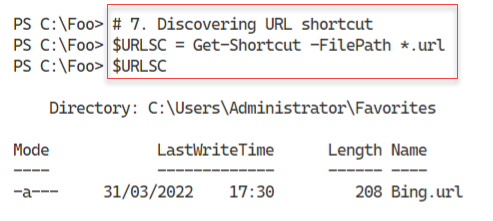 PS C:\Foo> # 7. Discovering URL shortcut
PS C:\Foo> $URLSC = Get-Shortcut -FilePath *.url
PS C:\Foo> $URLSC
Directory: C:\Users\Administrator\Favorites
Mode LastWriteTime Length Name
---- ------------- ------ ----
-a--- 31/03/2022 17:30 208 Bing.url